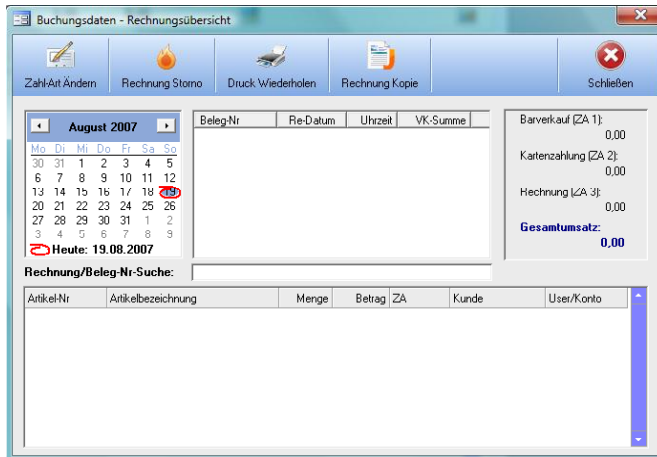 Buchungsdaten - Rechnungsübersicht
Zahl-Art Ändern Rechnung Storno Druck Wiederholen Rechnung Kopie Schließen
August 2007
Mo Di Mi Do Fr Sa So
30 31 1 2 3 4 5
6 7 8 9 10 11 12
13 14 15 16 17 18 19
20 21 22 23 24 25 26
27 28 29 30 31 1 2
3 4 5 6 7 8 9
Heute: 19.08.2007
Beleg-Nr Re-Datum Uhrzeit VK-Summe
Barverkauf (ZA 1):
0,00
Kartenzahlung (ZA 2):
0,00
Rechnung (ZA 3):
0,00
Gesamtumsatz:
0,00
Rechnung/Beleg-Nr-Suche:
Artikel-Nr Artikelbezeichnung Menge Betrag ZA Kunde User/Konto